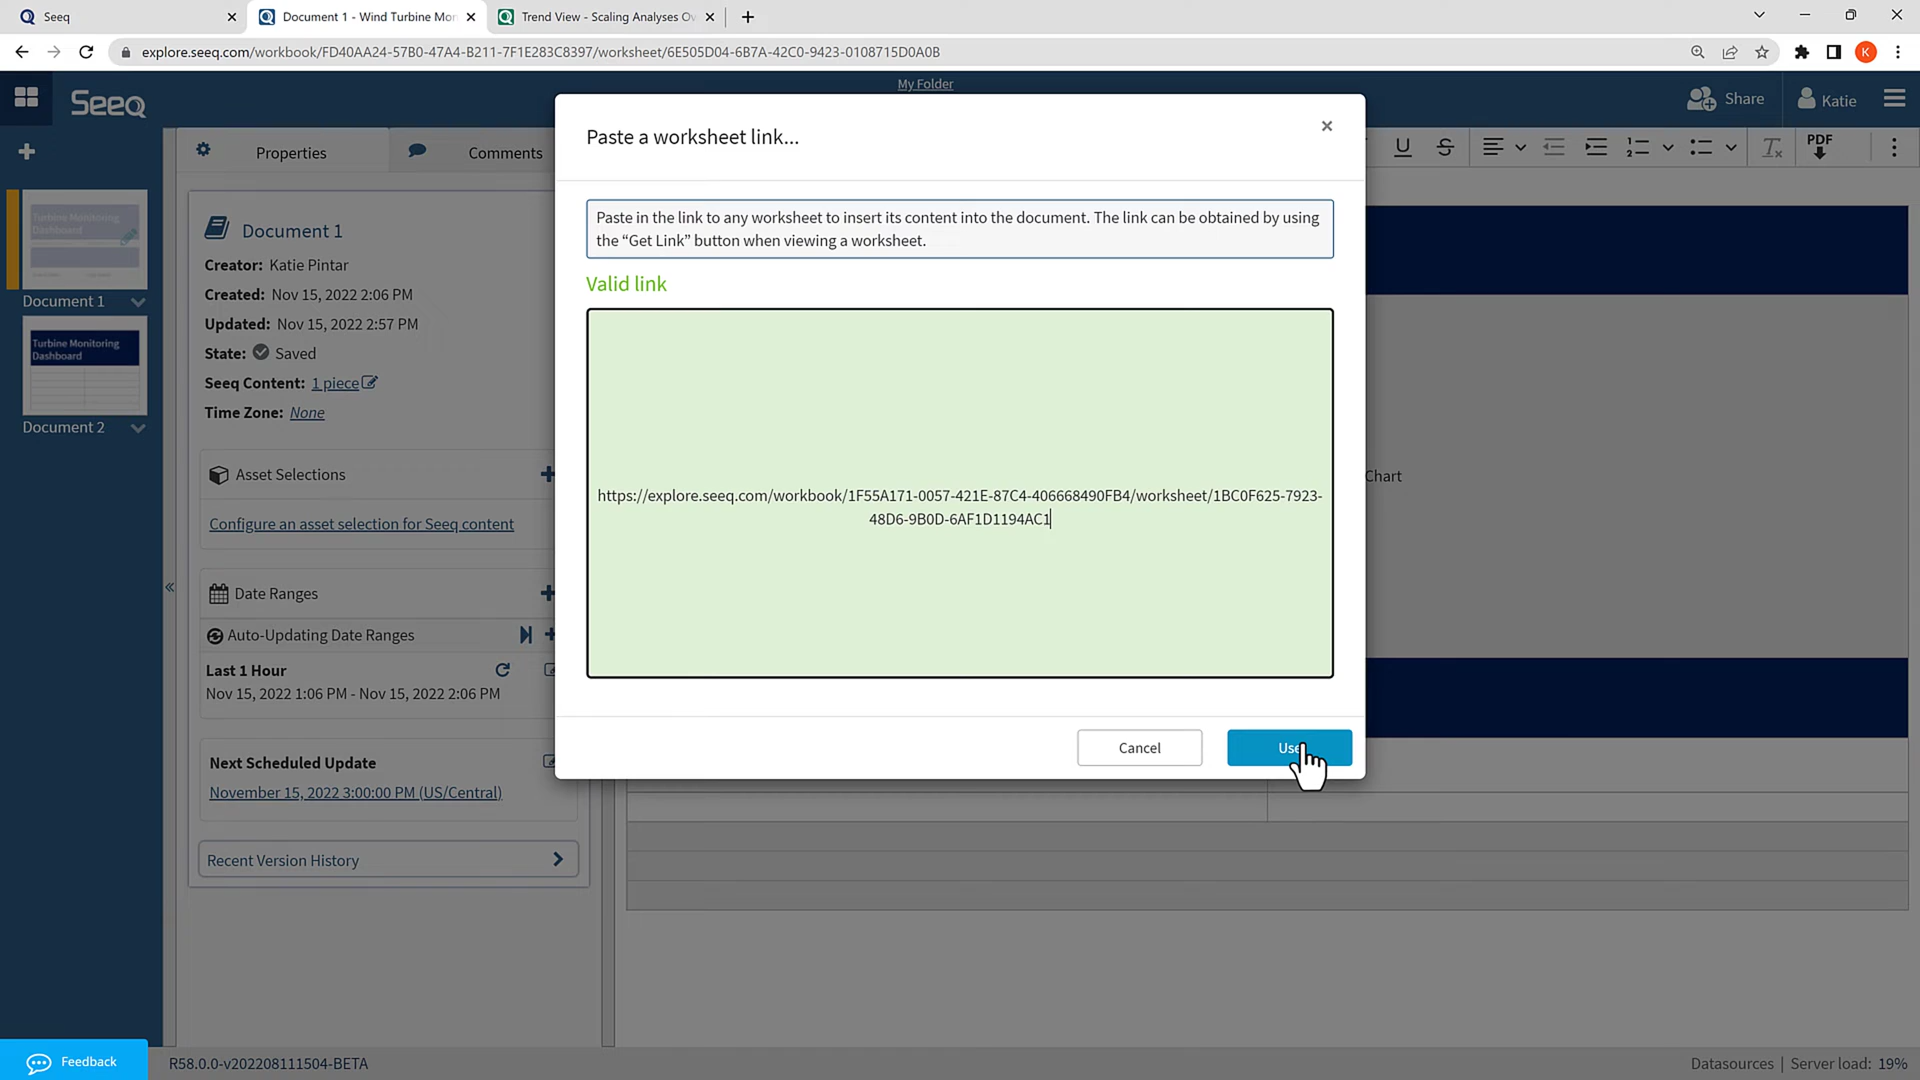 Seeq
Document 1 - Wind Turbine Mon
Trend View - Scaling Analyses Ov
explore.seeq.com/workbook/FD40AA24-57B0-47A4-B211-7F1E283C8397/worksheet/6E505D04-6B7A-42C0-9423-0108715D0A0B
K
My Folder
Seeq
Share
Katie
Properties
Comments
PDF
Turbine Monitoring
Dashboard
Document 1
Turbine Monitoring
Dashboard
Document 2
Document 1
Creator: Katie Pintar
Created: Nov 15, 2022 2:06 PM
Updated: Nov 15, 2022 2:57 PM
State: Saved
Seeq Content: 1 piece
Time Zone: None
Asset Selections
Configure an asset selection for Seeq content
Date Ranges
Auto-Updating Date Ranges
Last 1 Hour
Nov 15, 2022 1:06 PM - Nov 15, 2022 2:06 PM
Next Scheduled Update
November 15, 2022 3:00:00 PM (US/Central)
Recent Version History
Paste a worksheet link...
Paste in the link to any worksheet to insert its content into the document. The link can be obtained by using
the “Get Link” button when viewing a worksheet.
Valid link
https://explore.seeq.com/workbook/1F55A171-0057-421E-87C4-406668490FB4/worksheet/1BC0F625-7923-
48D6-9B0D-6AF1D1194AC1
Cancel
Use
Chart
Feedback
R58.0.0-v202208111504-BETA
Datasources | Server load: 19%